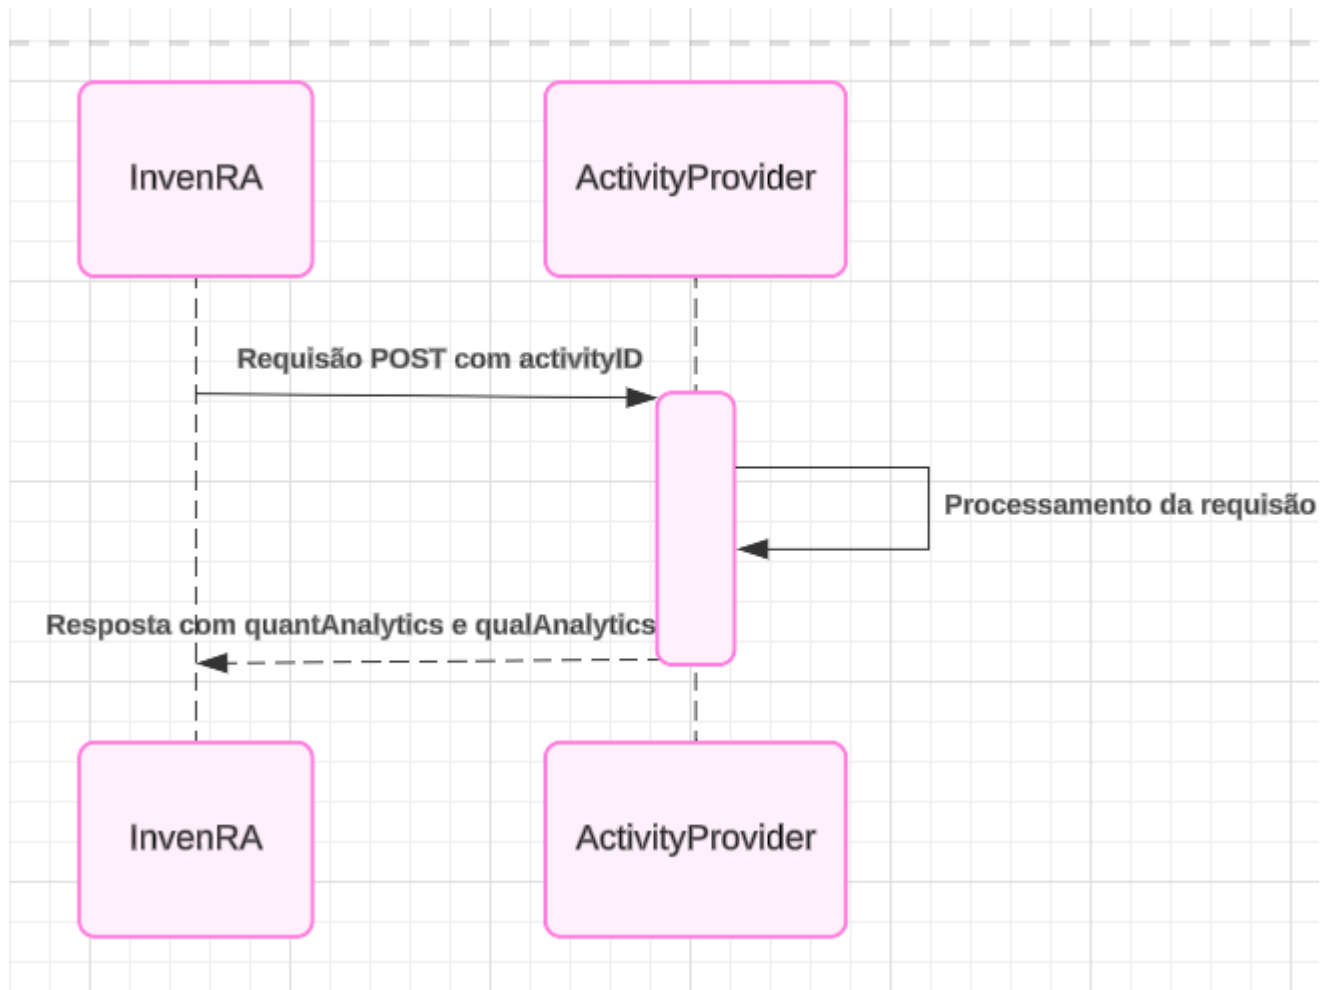 InvenRA
ActivityProvider
Requisão POST com activityID
Processamento da requisão
Resposta com quantAnalytics e qualAnalytics
InvenRA
ActivityProvider